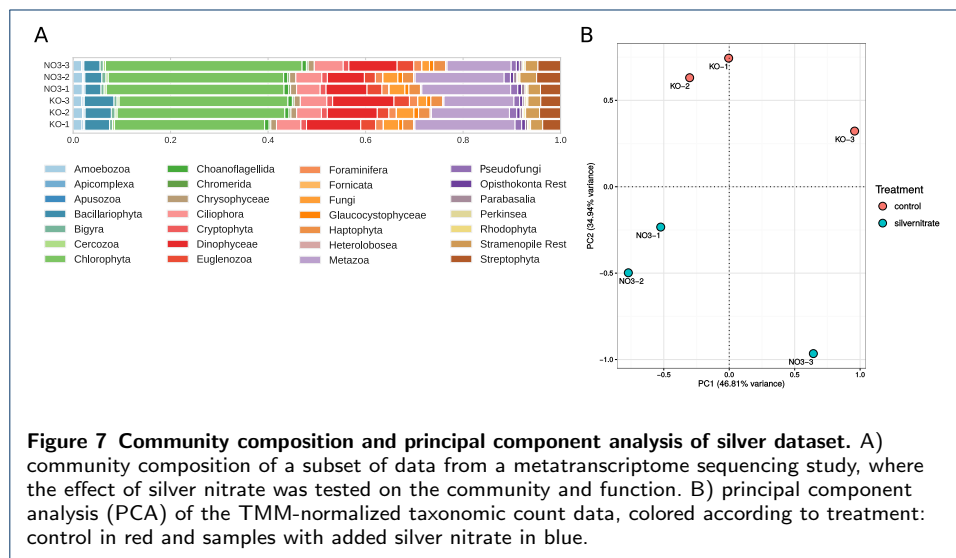 A
NO3-3
NO3-2
NO3-1
KO-3
KO-2
KO-1
0.0 0.2 0.4 0.6 0.8 1.0
Amoebozoa Choanoflagellida Foraminifera Pseudofungi
Apicomplexa Chromerida Fornicata Opisthokonta Rest
Apusozoa Chrysophyceae Fungi Parabasalia
Bacillariophyta Ciliophora Glaucocystophyceae Perkinsea
Bigyra Cryptophyta Haptophyta Rhodophyta
Cercozoa Dinophyceae Heterolobosea Stramenopile Rest
Chlorophyta Euglenozoa Metazoa Streptophyta
B
KO-1
KO-2
KO-3
NO3-1
NO3-2
NO3-3
0.5
0.0
−0.5
−1.0
PC2 (34.94% variance)
−0.5 0.0 0.5 1.0
PC1 (46.81% variance)
Treatment
control
silvernitrate
Figure 7 Community composition and principal component analysis of silver dataset. A)
community composition of a subset of data from a metatranscriptome sequencing study, where
the effect of silver nitrate was tested on the community and function. B) principal component
analysis (PCA) of the TMM-normalized taxonomic count data, colored according to treatment:
control in red and samples with added silver nitrate in blue.